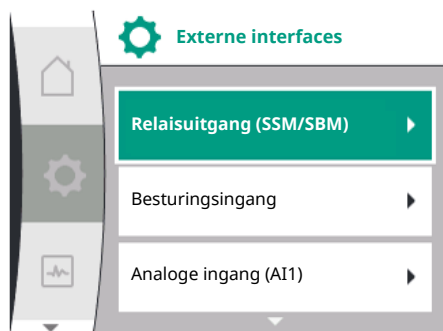 Externe interfaces
Relaisuitgang (SSM/SBM)
Besturingsingang
Analoge ingang (AI1)